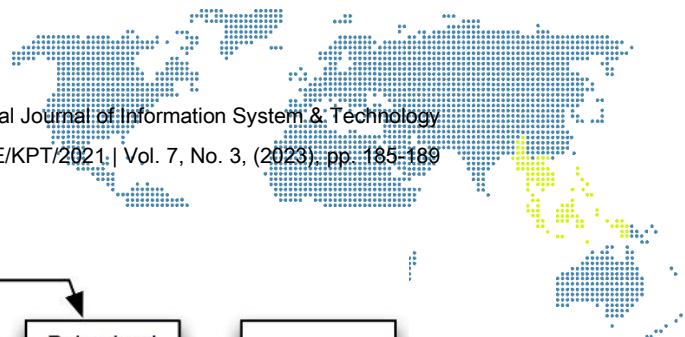 al Journal of Information System & Technology
E/KPT/2021 | Vol. 7, No. 3, (2023), pp. 185-189